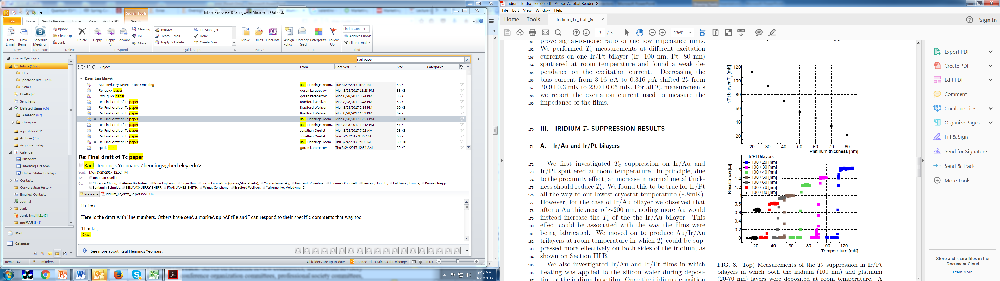 Inbox - novosad@anl.gov - Microsoft Outlook
Search Tools
File Home Send / Receive Folder View Adobe PDF Search
New E-mail
New Items
New
Schedule Meeting
Blue Jeans
Ignore
Clean Up
Junk
Delete
Delete
Reply
Reply All
Forward
Meeting
IM
More
Respond
muMAG
Team E-mail
Reply & Delete
To Manager
Done
Create New
Quick Steps
Move
Rules
OneNote
Move
Assign Policy
Unread/ Read
Categorize
Follow Up
Tags
Find a Contact
Address Book
Filter E-mail
Find
novosad@anl.gov
Inbox (1566)
LLG
postdoc hire FY2016
Sam C
Drafts [70]
Sent Items
Deleted Items (66)
Amazon (82)
Groupon
a_postdoc2011
Archive (28)
Argonne Today
Calendar
Birthdays
Intermag Dresden
United States holidays
Contacts
Conversation History
Emailed Contacts
Journal
Junk
Junk Email [2147]
muMAG (341)
Mail
Calendar
raul paper
Subject From Received Size Categories
Date: Last Month
ANL-Berkeley Detector R&D meeting Raul Hennings Yeom... Tue 8/29/2017 1:10 PM 48 KB
Re: quick paper goran karapetrov Mon 8/28/2017 11:28 PM 38 KB
Fwd: quick paper goran karapetrov Mon 8/28/2017 8:24 PM 35 KB
Re: Final draft of Tc paper Bradford Welliver Mon 8/28/2017 3:48 PM 63 KB
Re: Final draft of Tc paper Bradford Welliver Mon 8/28/2017 2:14 PM 60 KB
Re: Final draft of Tc paper Bradford Welliver Mon 8/28/2017 1:52 PM 59 KB
Re: Final draft of Tc paper Raul Hennings Yeom... Mon 8/28/2017 12:53 PM 605 KB
Re: Final draft of Tc paper Raul Hennings Yeom... Mon 8/28/2017 12:42 PM 57 KB
Re: Final draft of Tc paper Jonathan Ouellet Mon 8/28/2017 7:52 AM 58 KB
Re: Final draft of Tc paper Jonathan Ouellet Sun 8/27/2017 9:36 AM 56 KB
Re: Final draft of Tc paper Raul Hennings Yeom... Thu 8/24/2017 2:10 PM 603 KB
quick paper goran karapetrov Thu 8/24/2017 12:54 AM 32 KB
Re: Final draft of Tc paper
Raul Hennings Yeomans <hennings@berkeley.edu>
Sent: Mon 8/28/2017 12:52 PM
To: Jonathan Ouellet
Cc: Clarence Chang; Alexey Drobizhev; Brian Fujikawa; Sojin Han; goran karapetrov (goran@drexel.edu); Yury Kolomensky; Novosad, Valentine; Thomas O'Donnell; Pearson, John E.; Polakovic, Tomas; Damien Reggio;
Benjamin Schmidt; BENJAMIN JERRY SHEFF; RYAN JAMES SMITH; Wang, Gensheng; Bradford Welliver; Yefremenko, Volodymyr G.
Message Iridium_Tc_draft_6c.pdf (551 KB)
Hi Jon,
Here is the draft with line numbers. Others have send a marked up pdf file and I can respond to their specific comments that way too.
Thanks,
Raul
See more about: Raul Hennings Yeomans.
Items: 142 Reminders: 3 All folders are up to date. Connected to Microsoft Exchange 100%
9:48 AM
9/29/2017
Iridium_Tc_draft_6c (2).pdf - Adobe Acrobat Reader DC
File Edit View Window Help
Home Tools Iridium_Tc_draft_6c ... × Sign In
3 / 5 136%
161 prove signal-to-noise ratio of the low impedance films.
162 We performed Tc measurements at different excitation
163 currents on one Ir/Pt bilayer (Ir=100 nm, Pt=80 nm)
164 sputtered at room temperature and found a weak de-
165 pendance on the excitation current. Decreasing the
166 bias current from 3.16 μA to 0.316 μA shifted Tc from
167 20.9±0.3 mK to 23.0±0.05 mK. For all Tc measurements
168 we report the excitation current used to measure the
169 impedance of the films.
170 III. IRIDIUM Tc SUPPRESSION RESULTS
171 A. Ir/Au and Ir/Pt bilayers
172 We first investigated Tc suppression on Ir/Au and
173 Ir/Pt sputtered at room temperature. In principle, due
174 to the proximity effect, an increase in normal metal thick-
175 ness should reduce Tc. We found this to be true for Ir/Pt
176 all the way to our lowest cryostat temperature (∼8mK).
177 However, for the case of Ir/Au bilayer we observed that
178 after a Au thickness of ∼200 nm, adding more Au would
179 instead increase the Tc of the the Ir/Au bilayer. This
180 effect could be associated with the way the films were
181 being fabricated. We moved on to produce Au/Ir/Au
182 trilayers at room temperature in which Tc could be sup-
183 pressed more effectively on both sides of the iridium, as
184 shown on Section III B.
185 We also investigated Ir/Au and Ir/Pt films in which
186 heating was applied to the silicon wafer during deposi-
187 tion of the iridium base film. Once the iridium deposition
Ir/Pt bilayer Tc [mK]
120
100
80
60
40
20
20 30 40 50 60 70 80
Platinum thickness [nm]
Ir/Pt Bilayers
100 / 20 [nm]
100 / 30 [nm]
100 / 40 [nm]
100 / 50 [nm]
100 / 60 [nm]
100 / 70 [nm]
100 / 80 [nm]
Resistance [Ω]
1.6
1.4
1.2
1
0.8
0.6
0.4
0.2
0
20 40 60 80 100 120
Temperature [mK]
FIG. 3. Top) Measurements of the Tc suppression in Ir/Pt
bilayers in which both the iridium (100 nm) and platinum
(20-70 nm) layers were deposited at room temperature. A
Export PDF
Create PDF
Edit PDF
Comment
Combine Files
Organize Pages
Fill & Sign
Send for Signature
Send & Track
More Tools
Store and share files in the
Document Cloud
Learn More